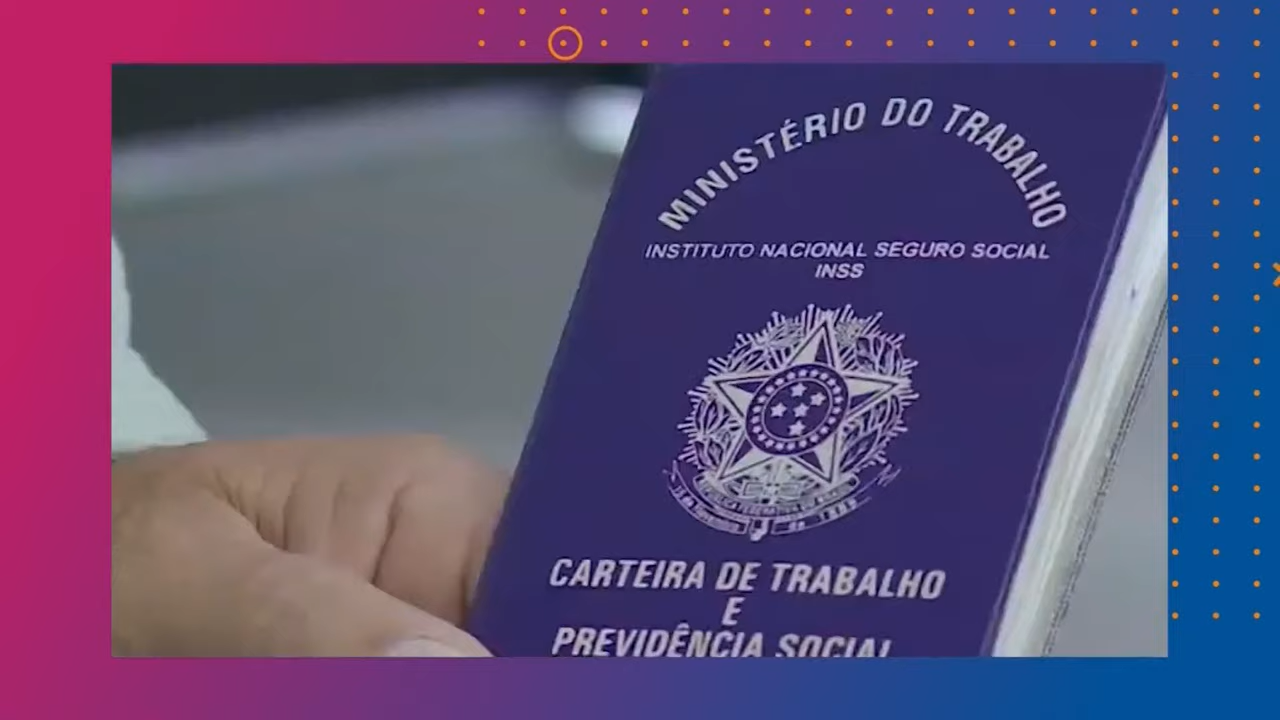 MINISTÉRIO DO TRABALHO
INSTITUTO NACIONAL SEGURO SOCIAL
INSS
CARTEIRA DE TRABALHO
E
PREVIDÊNCIA SOCIAL